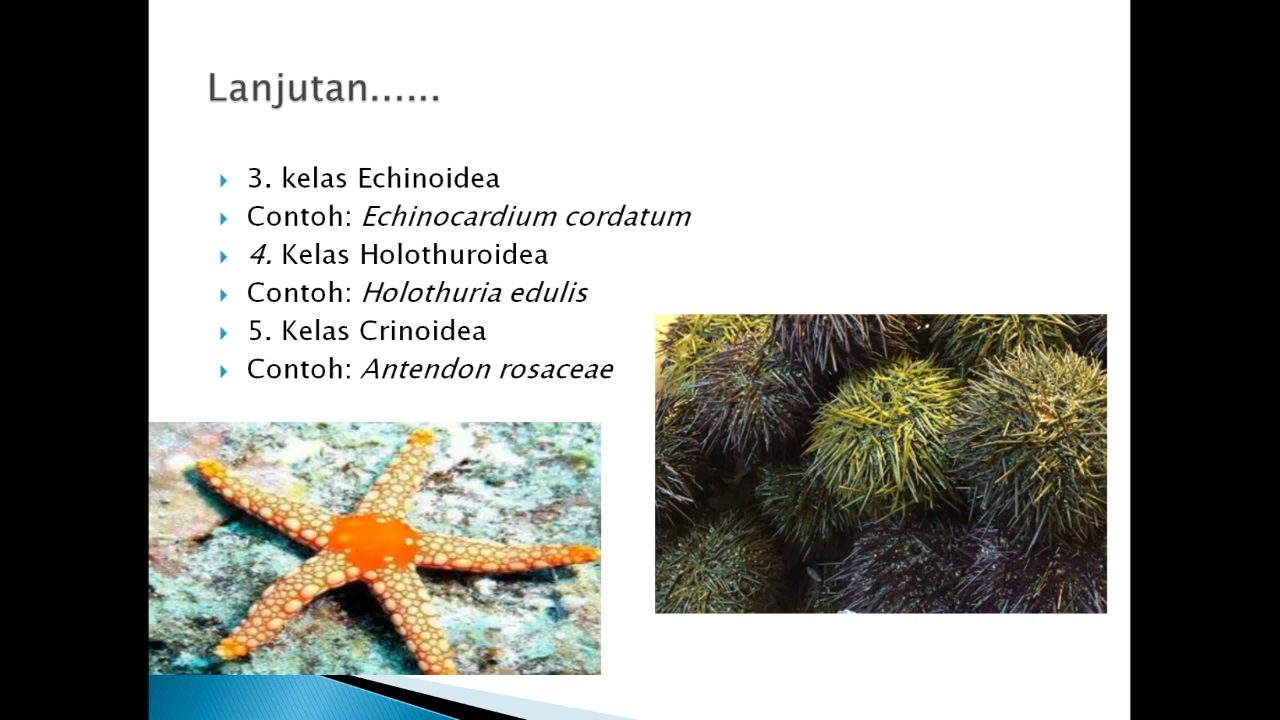 Lanjutan......
3. kelas Echinoidea
Contoh: Echinocardium cordatum
4. Kelas Holothuroidea
Contoh: Holothuria edulis
5. Kelas Crinoidea
Contoh: Antendon rosaceae